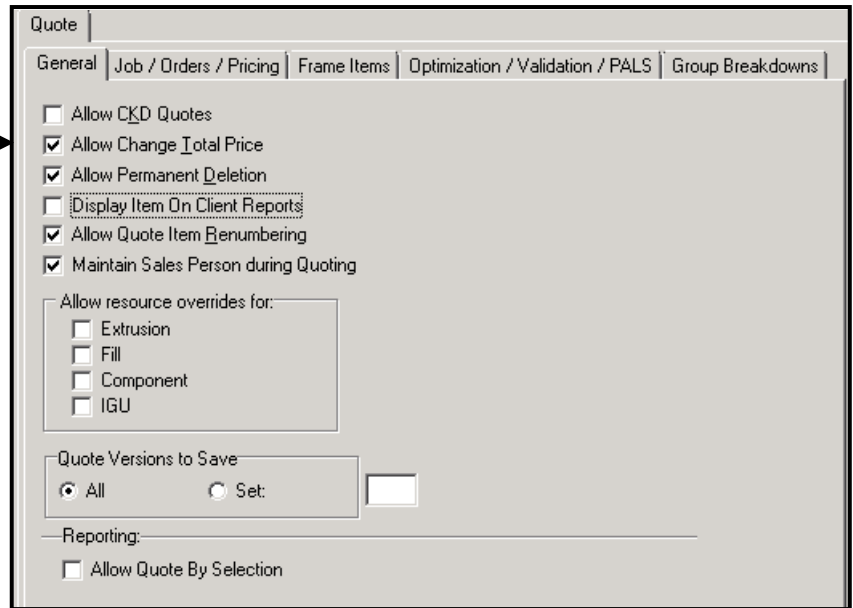 Quote
General Job / Orders / Pricing Frame Items Optimization / Validation / PALS Group Breakdowns
Allow CKD Quotes
Allow Change Total Price
Allow Permanent Deletion
Display Item On Client Reports
Allow Quote Item Renumbering
Maintain Sales Person during Quoting
Allow resource overrides for:
Extrusion
Fill
Component
IGU
Quote Versions to Save
All Set:
Reporting:
Allow Quote By Selection